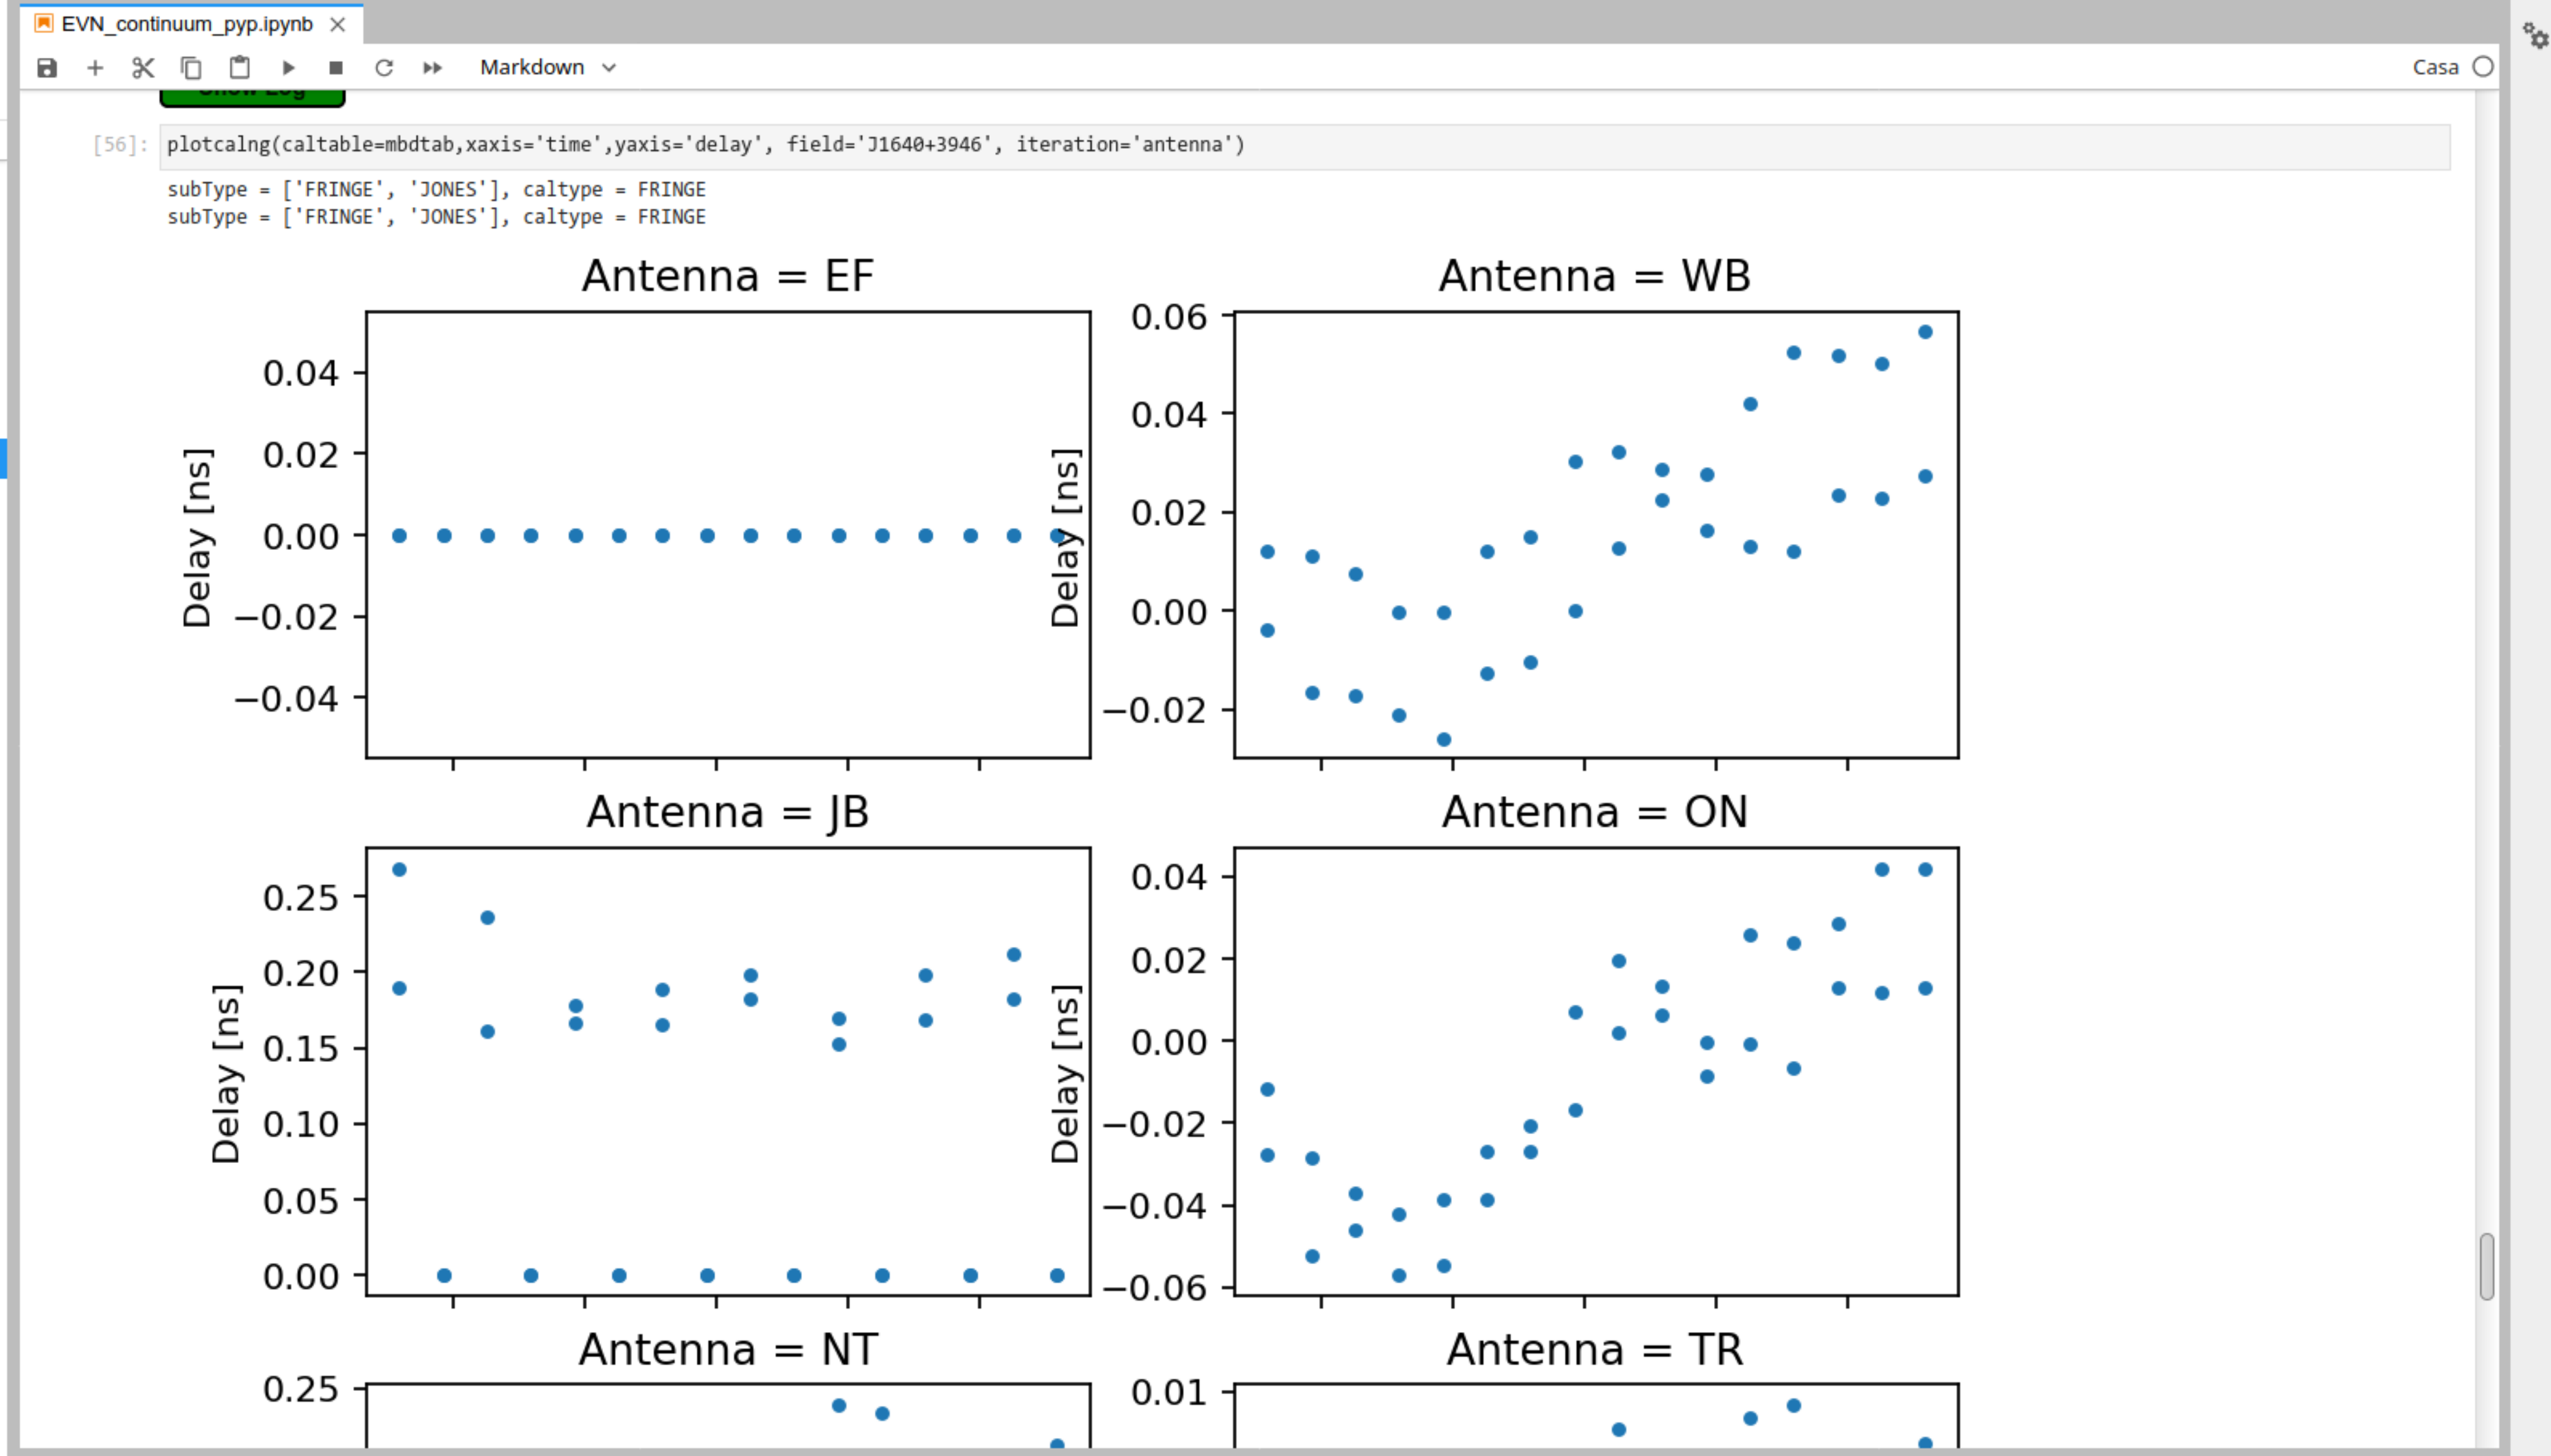 EVN_continuum_pyp.ipynb
Markdown
Casa
Show Log
[56]: plotcalng(caltable=mbdtab,xaxis='time',yaxis='delay', field='J1640+3946', iteration='antenna')
subType = ['FRINGE', 'JONES'], caltype = FRINGE
subType = ['FRINGE', 'JONES'], caltype = FRINGE
Antenna = EF
Delay [ns]
0.04
0.02
0.00
−0.02
−0.04
Antenna = WB
Delay [ns]
0.06
0.04
0.02
0.00
−0.02
Antenna = JB
Delay [ns]
0.25
0.20
0.15
0.10
0.05
0.00
Antenna = ON
Delay [ns]
0.04
0.02
0.00
−0.02
−0.04
−0.06
Antenna = NT
0.25
Antenna = TR
0.01